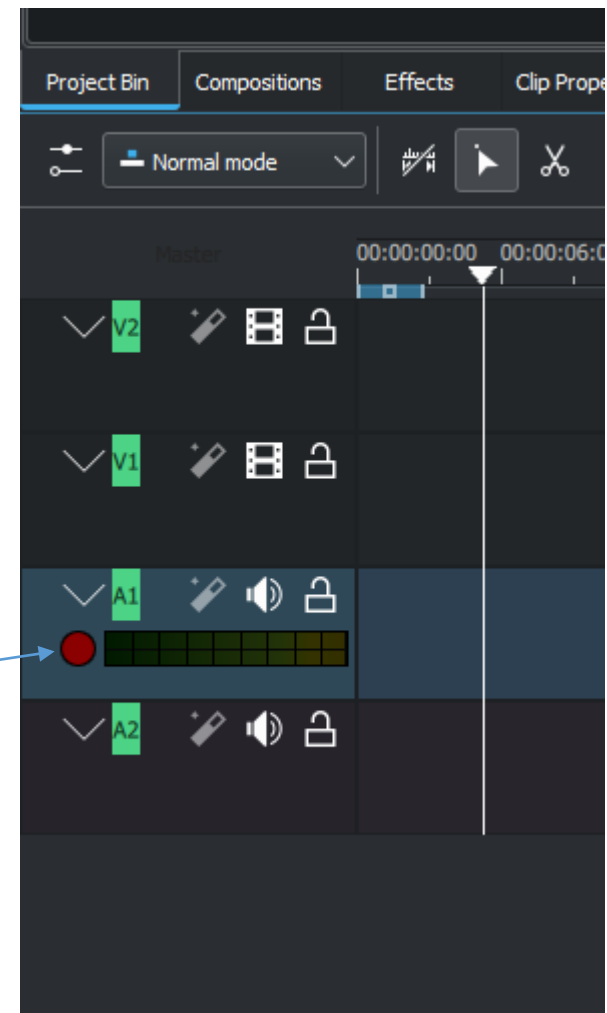 Project Bin Compositions Effects Clip Prope
Normal mode
Master 00:00:00:00 00:00:06:0
V2
V1
A1
A2